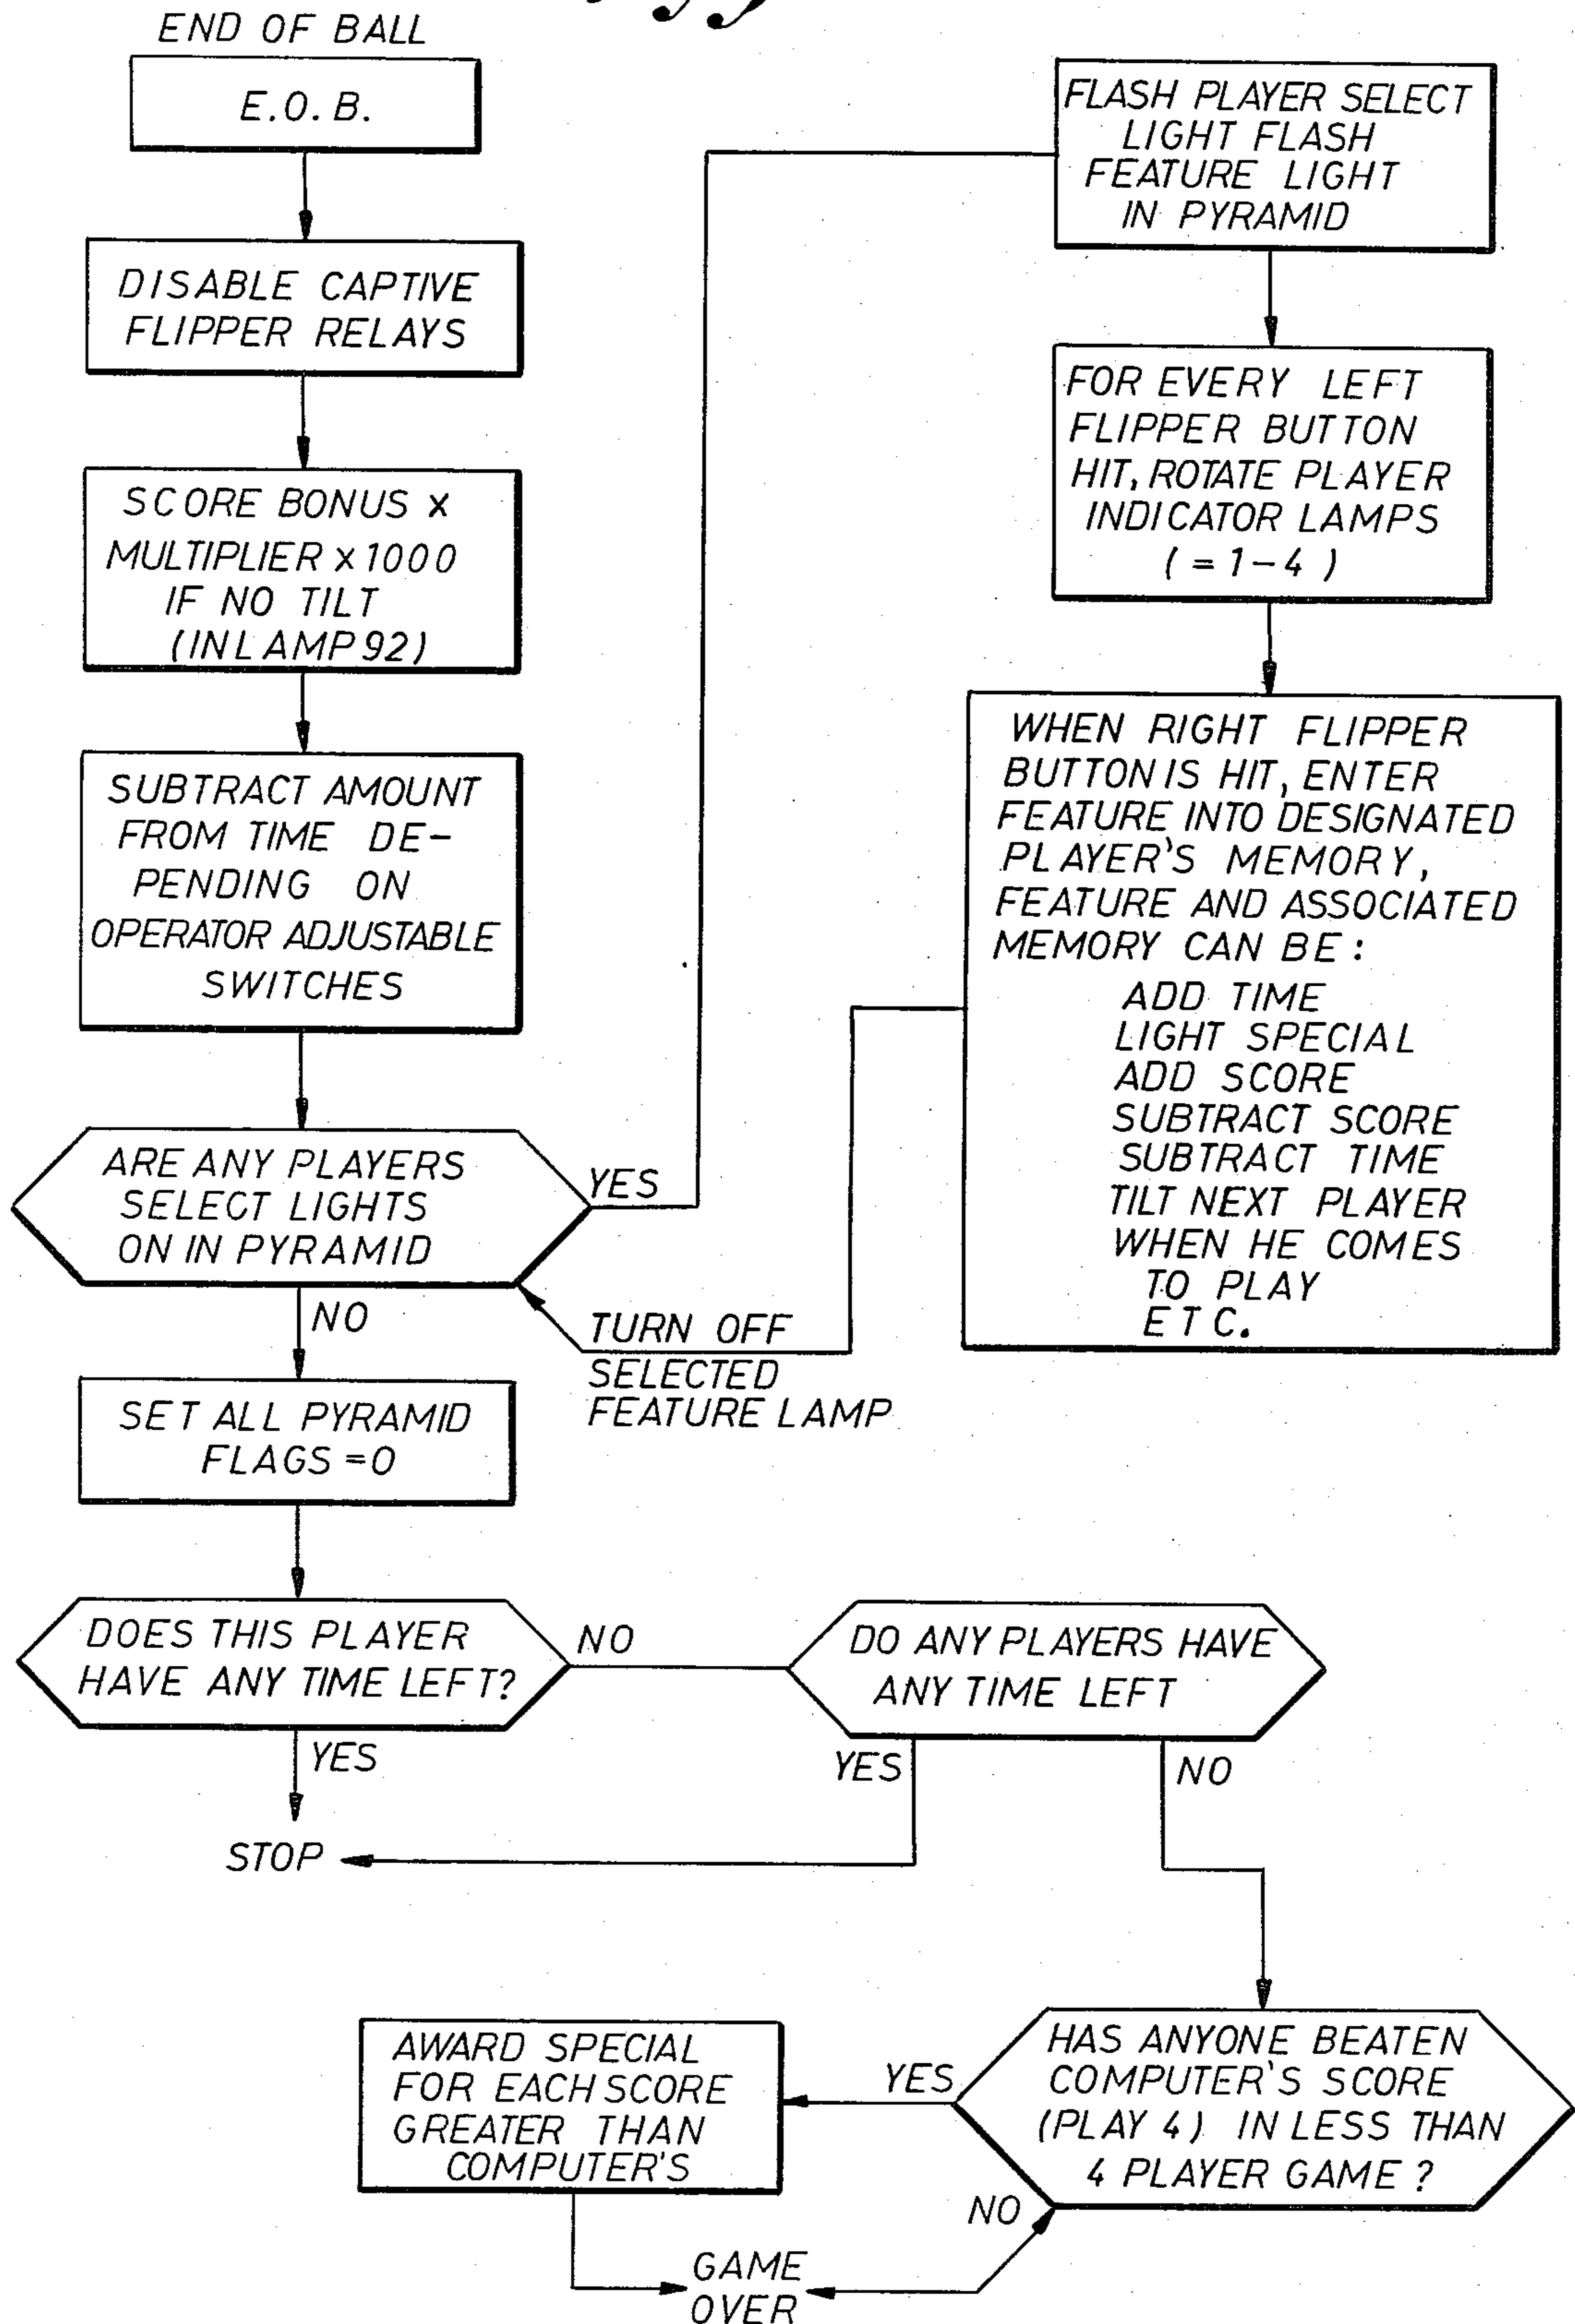 END OF BALL
E.O.B.
DISABLE CAPTIVE
FLIPPER RELAYS
SCORE BONUS x
MULTIPLIER x 1000
IF NO TILT
(IN LAMP 92)
SUBTRACT AMOUNT
FROM TIME DE-
PENDING ON
OPERATOR ADJUSTABLE
SWITCHES
ARE ANY PLAYERS
SELECT LIGHTS
ON IN PYRAMID
YES
NO
FLASH PLAYER SELECT
LIGHT FLASH
FEATURE LIGHT
IN PYRAMID
FOR EVERY LEFT
FLIPPER BUTTON
HIT, ROTATE PLAYER
INDICATOR LAMPS
( = 1-4 )
WHEN RIGHT FLIPPER
BUTTON IS HIT, ENTER
FEATURE INTO DESIGNATED
PLAYER'S MEMORY,
FEATURE AND ASSOCIATED
MEMORY CAN BE :
ADD TIME
LIGHT SPECIAL
ADD SCORE
SUBTRACT SCORE
SUBTRACT TIME
TILT NEXT PLAYER
WHEN HE COMES
TO PLAY
ETC.
TURN OFF
SELECTED
FEATURE LAMP
SET ALL PYRAMID
FLAGS = 0
DOES THIS PLAYER
HAVE ANY TIME LEFT?
NO
YES
STOP
DO ANY PLAYERS HAVE
ANY TIME LEFT
YES
NO
HAS ANYONE BEATEN
COMPUTER'S SCORE
(PLAY 4) IN LESS THAN
4 PLAYER GAME ?
YES
NO
AWARD SPECIAL
FOR EACH SCORE
GREATER THAN
COMPUTER'S
GAME
OVER